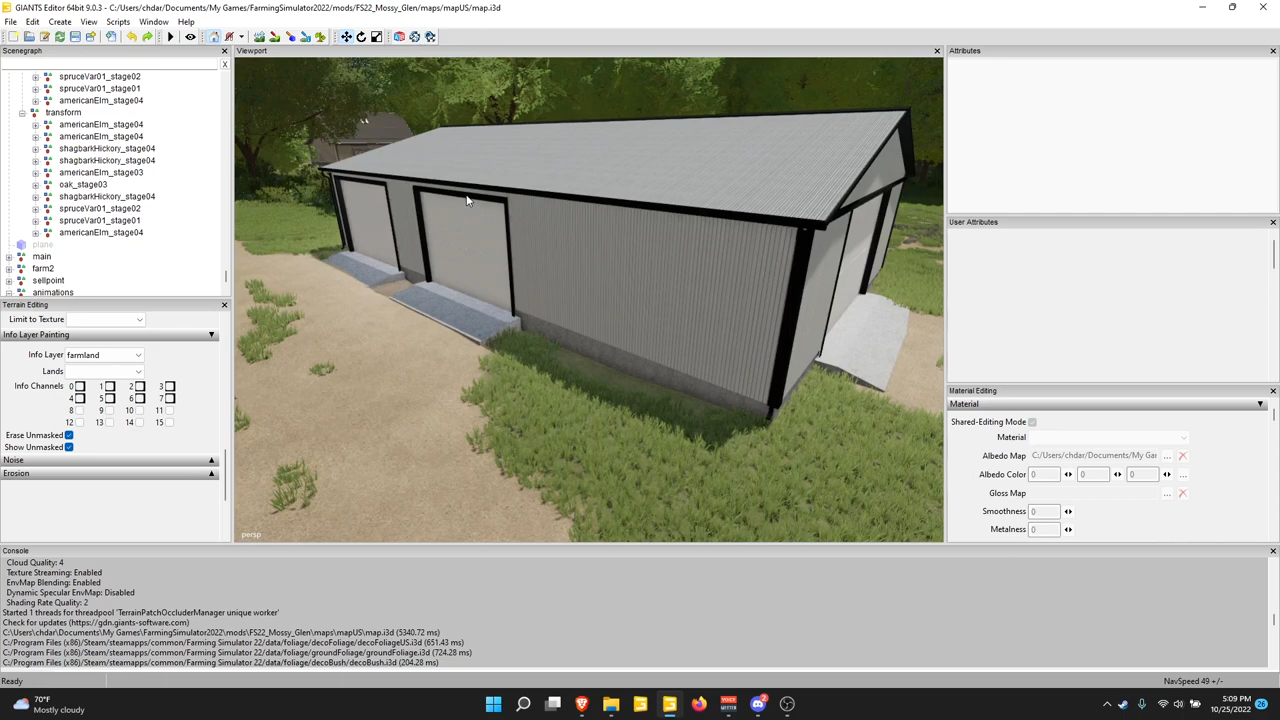 GIANTS Editor 64bit 9.0.3 - C:/Users/chdar/Documents/My Games/FarmingSimulator2022/mods/FS22_Mossy_Glen/maps/mapUS/map.i3d
File Edit Create View Scripts Window Help
Scenegraph
X
spruceVar01_stage02
spruceVar01_stage01
americanElm_stage04
transform
americanElm_stage04
americanElm_stage04
shagbarkHickory_stage04
shagbarkHickory_stage04
americanElm_stage03
oak_stage03
shagbarkHickory_stage04
spruceVar01_stage02
spruceVar01_stage01
americanElm_stage04
plane
main
farm2
sellpoint
animations
Terrain Editing
Limit to Texture
Info Layer Painting
Info Layer farmland
Lands
Info Channels 0 1 2 3
4 5 6 7
8 9 10 11
12 13 14 15
Erase Unmasked
Show Unmasked
Noise
Erosion
Viewport
persp
Attributes
User Attributes
Material Editing
Material
Shared-Editing Mode
Material
Albedo Map C:/Users/chdar/Documents/My Gar ...
Albedo Color 0 0 0 ...
Gloss Map ...
Smoothness 0
Metalness 0
Console
Cloud Quality: 4
Texture Streaming: Enabled
EnvMap Blending: Enabled
Dynamic Specular EnvMap: Disabled
Shading Rate Quality: 2
Started 1 threads for threadpool 'TerrainPatchOccluderManager unique worker'
Check for updates (https://gdn.giants-software.com)
C:\Users\chdar\Documents\My Games\FarmingSimulator2022\mods\FS22_Mossy_Glen\maps\mapUS\map.i3d (5340.72 ms)
C:/Program Files (x86)/Steam/steamapps/common/Farming Simulator 22/data/foliage/decoFoliage/decoFoliageUS.i3d (651.43 ms)
C:/Program Files (x86)/Steam/steamapps/common/Farming Simulator 22/data/foliage/groundFoliage/groundFoliage.i3d (724.28 ms)
C:/Program Files (x86)/Steam/steamapps/common/Farming Simulator 22/data/foliage/decoBush/decoBush.i3d (204.28 ms)
Ready
NavSpeed 49 +/-
70°F
Mostly cloudy
5:09 PM
10/25/2022
26